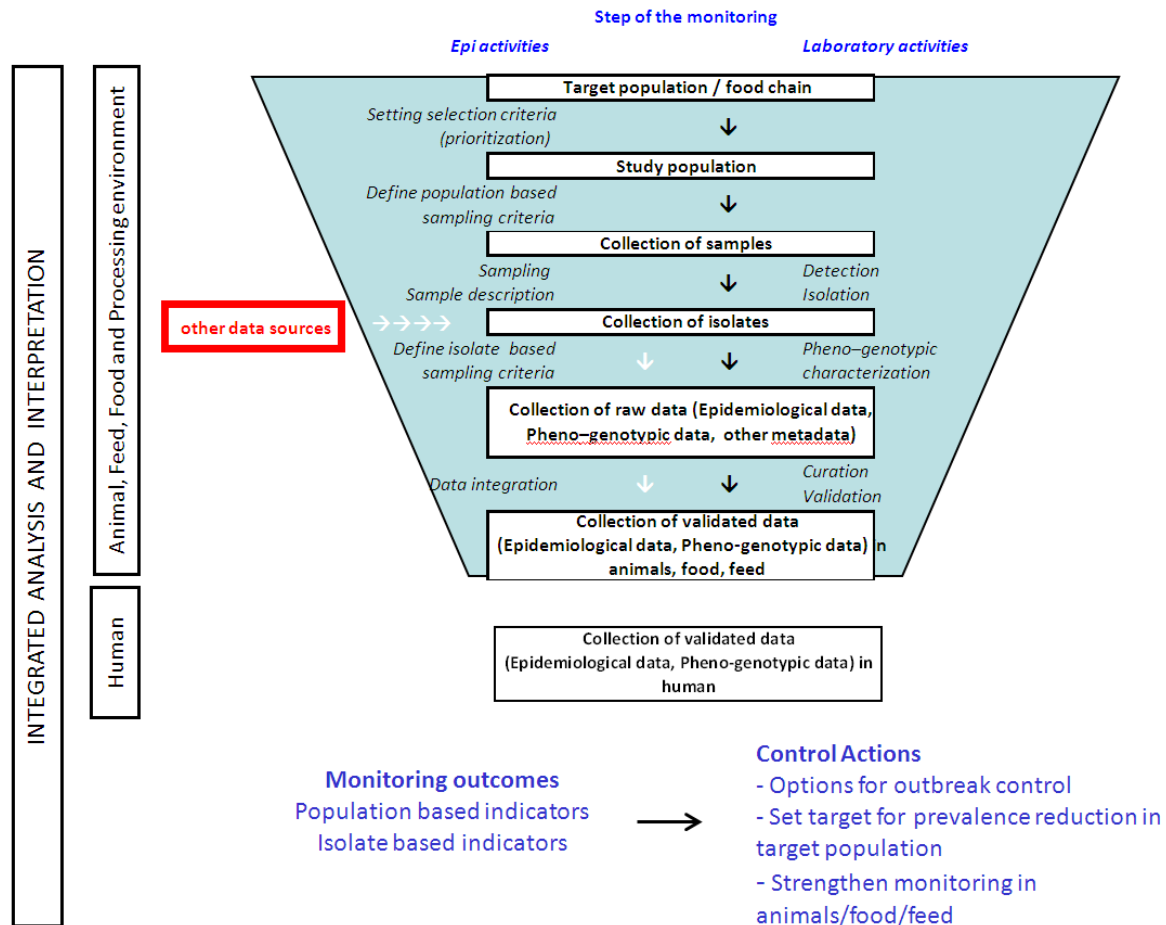 Step of the monitoring
Epi activities
Laboratory activities
INTEGRATED ANALYSIS AND INTERPRETATION
Animal, Feed, Food and Processing environment
Target population / food chain
Setting selection criteria
(prioritization)
↓
Study population
Define population based
sampling criteria
↓
Collection of samples
Sampling
Sample description
↓
Detection
Isolation
other data sources
→→→→
Collection of isolates
Define isolate based
sampling criteria
↓ ↓
Pheno–genotypic
characterization
Collection of raw data (Epidemiological data,
Pheno–genotypic data, other metadata)
Data integration
↓ ↓
Curation
Validation
Collection of validated data
(Epidemiological data, Pheno-genotypic data) in
animals, food, feed
Human
Collection of validated data
(Epidemiological data, Pheno-genotypic data) in
human
Monitoring outcomes
Population based indicators
Isolate based indicators
→
Control Actions
- Options for outbreak control
- Set target for prevalence reduction in
target population
- Strengthen monitoring in
animals/food/feed